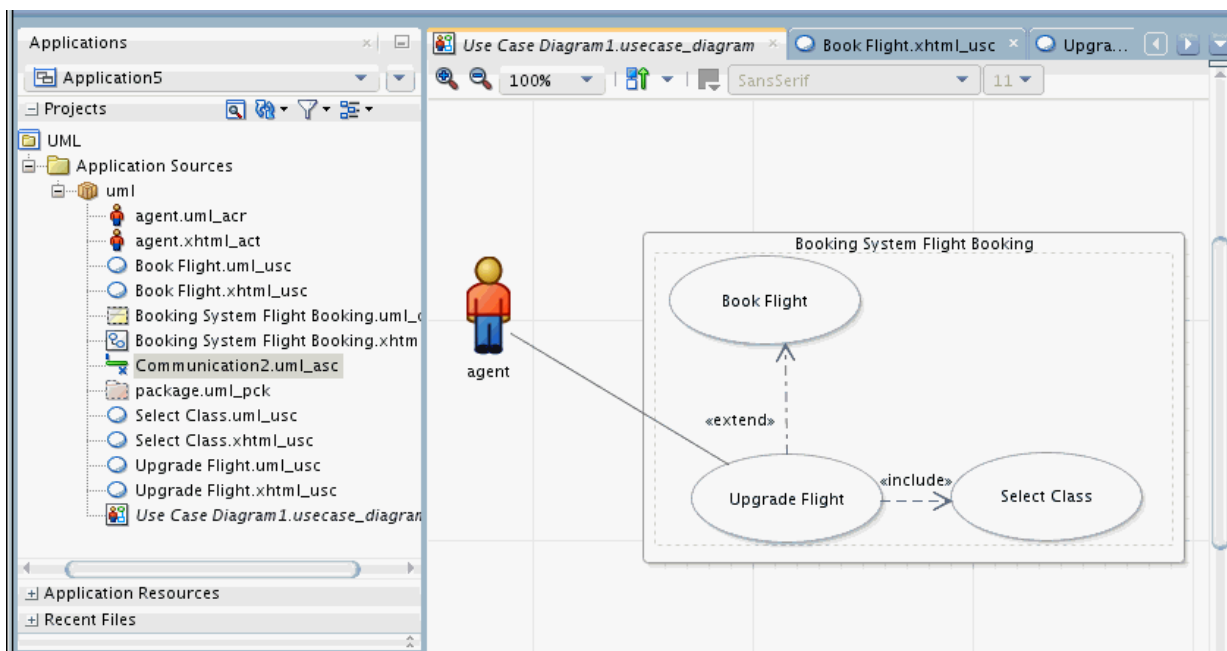 Applications
Application5
Projects
UML
Application Sources
uml
agent.uml_acr
agent.xhtml_act
Book Flight.uml_usc
Book Flight.xhtml_usc
Booking System Flight Booking.uml_
Booking System Flight Booking.xhtm
Communication2.uml_asc
package.uml_pck
Select Class.uml_usc
Select Class.xhtml_usc
Upgrade Flight.uml_usc
Upgrade Flight.xhtml_usc
Use Case Diagram1.usecase_diagran
Application Resources
Recent Files
Use Case Diagram1.usecase_diagram
Book Flight.xhtml_usc
Upgra...
100%
SansSerif
11
Booking System Flight Booking
Book Flight
agent
«extend»
Upgrade Flight
«include»
Select Class